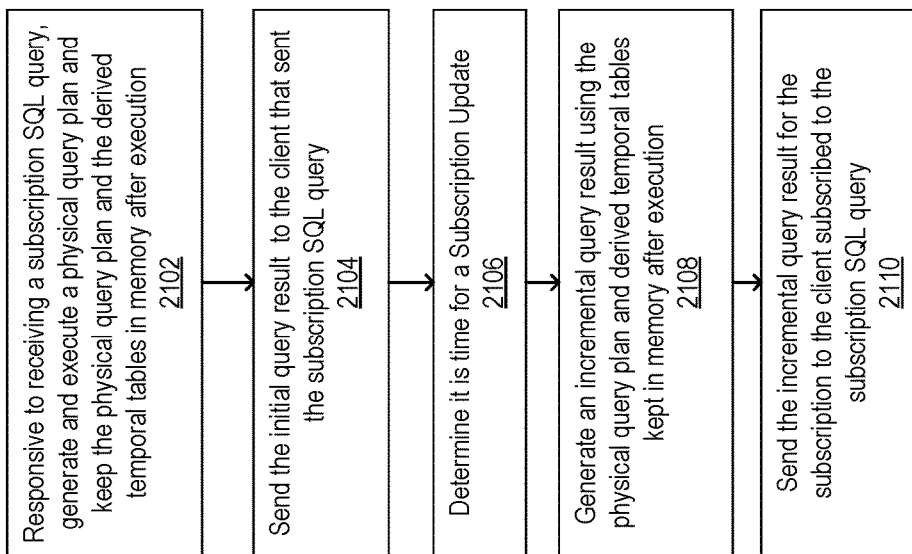 Responsive to receiving a subscription SQL query,
generate and execute a physical query plan and
keep the physical query plan and the derived
temporal tables in memory after execution
2102
Send the initial query result to the client that sent
the subscription SQL query
2104
Determine it is time for a Subscription Update
2106
Generate an incremental query result using the
physical query plan and derived temporal tables
kept in memory after execution
2108
Send the incremental query result for the
subscription to the client subscribed to the
subscription SQL query
2110